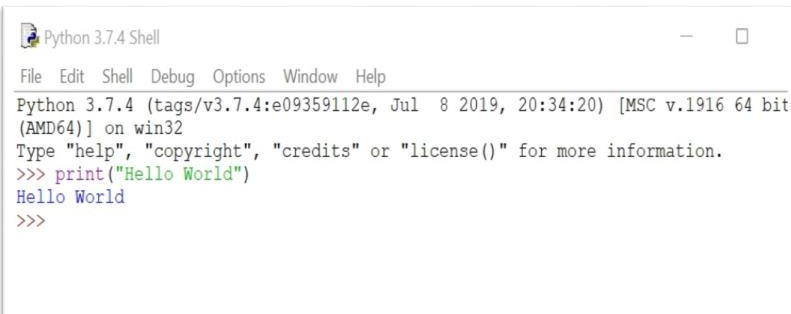 Python 3.7.4 Shell
File Edit Shell Debug Options Window Help
Python 3.7.4 (tags/v3.7.4:e09359112e, Jul  8 2019, 20:34:20) [MSC v.1916 64 bit
(AMD64)] on win32
Type "help", "copyright", "credits" or "license()" for more information.
>>> print("Hello World")
Hello World
>>>